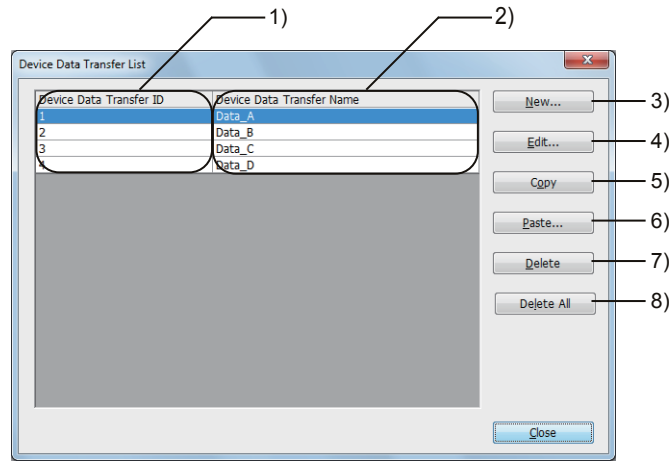 1) 2)
Device Data Transfer List
Device Data Transfer ID Device Data Transfer Name
1 Data_A
2 Data_B
3 Data_C
4 Data_D
New... 3)
Edit... 4)
Copy 5)
Paste... 6)
Delete 7)
Delete All 8)
Close